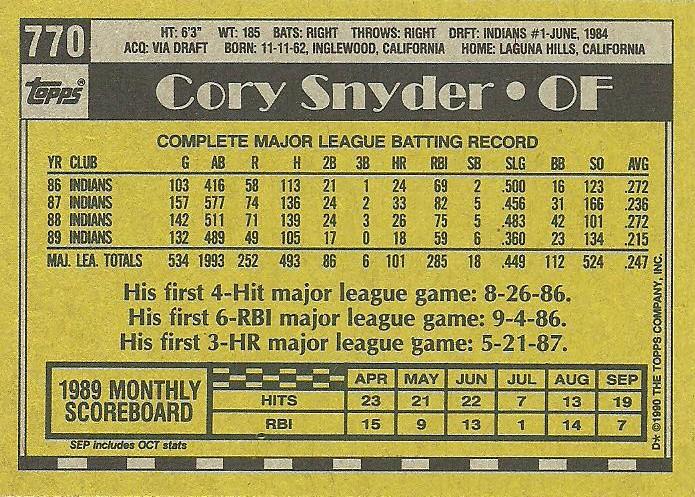 770
HT: 6'3" WT: 185 BATS: RIGHT THROWS: RIGHT DRFT: INDIANS #1-JUNE, 1984
ACQ: VIA DRAFT BORN: 11-11-62, INGLEWOOD, CALIFORNIA HOME: LAGUNA HILLS, CALIFORNIA
TOPPS®
Cory Snyder • OF
COMPLETE MAJOR LEAGUE BATTING RECORD
YR CLUB G AB R H 2B 3B HR RBI SB SLG BB SO AVG
86 INDIANS 103 416 58 113 21 1 24 69 2 .500 16 123 .272
87 INDIANS 157 577 74 136 24 2 33 82 5 .456 31 166 .236
88 INDIANS 142 511 71 139 24 3 26 75 5 .483 42 101 .272
89 INDIANS 132 489 49 105 17 0 18 59 6 .360 23 134 .215
MAJ. LEA. TOTALS 534 1993 252 493 86 6 101 285 18 .449 112 524 .247
His first 4-Hit major league game: 8-26-86.
His first 6-RBI major league game: 9-4-86.
His first 3-HR major league game: 5-21-87.
1989 MONTHLY
SCOREBOARD
APR MAY JUN JUL AUG SEP
HITS 23 21 22 7 13 19
RBI 15 9 13 1 14 7
SEP includes OCT stats
D* ©1990 THE TOPPS COMPANY, INC.